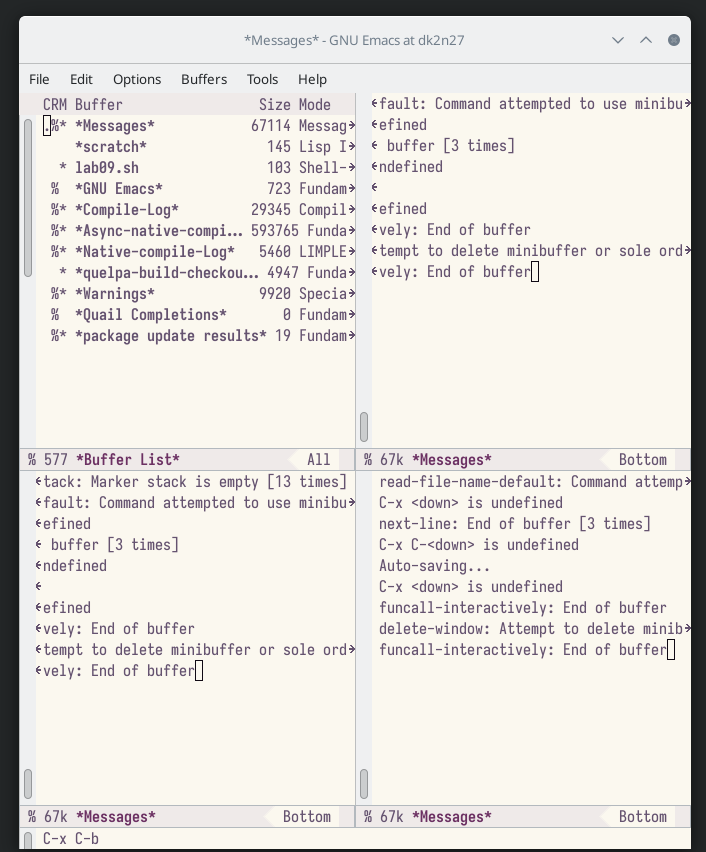 *Messages* - GNU Emacs at dk2n27
File Edit Options Buffers Tools Help
CRM Buffer Size Mode
.%* *Messages* 67114 Messag
*scratch* 145 Lisp I
* lab09.sh 103 Shell-
% *GNU Emacs* 723 Fundam
%* *Compile-Log* 29345 Compil
%* *Async-native-compi... 593765 Funda
%* *Native-compile-Log* 5460 LIMPLE
* *quelpa-build-checkou... 4947 Funda
%* *Warnings* 9920 Specia
% *Quail Completions* 0 Fundam
%* *package update results* 19 Fundam
% 577 *Buffer List* All
fault: Command attempted to use minibu
efined
buffer [3 times]
ndefined
efined
vely: End of buffer
tempt to delete minibuffer or sole ord
vely: End of buffer
% 67k *Messages* Bottom
tack: Marker stack is empty [13 times]
fault: Command attempted to use minibu
efined
buffer [3 times]
ndefined
efined
vely: End of buffer
tempt to delete minibuffer or sole ord
vely: End of buffer
% 67k *Messages* Bottom
read-file-name-default: Command attemp
C-x <down> is undefined
next-line: End of buffer [3 times]
C-x C-<down> is undefined
Auto-saving...
C-x <down> is undefined
funcall-interactively: End of buffer
delete-window: Attempt to delete minib
funcall-interactively: End of buffer
% 67k *Messages* Bottom
C-x C-b